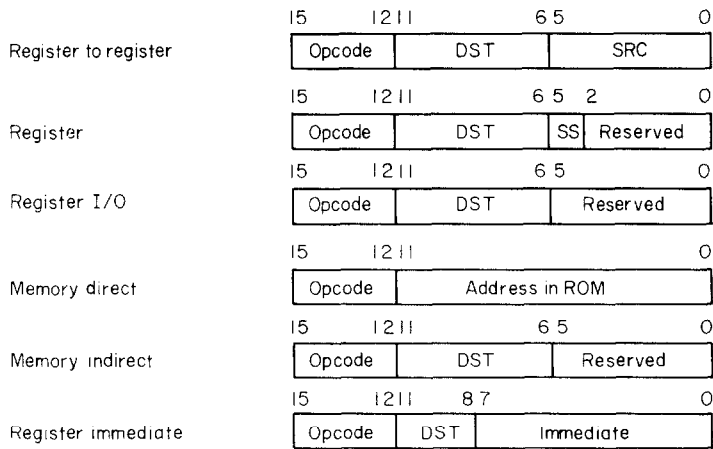 15 12 11 6 5 0
Register to register Opcode DST SRC
15 12 11 6 5 2 0
Register Opcode DST SS Reserved
15 12 11 6 5 0
Register I/O Opcode DST Reserved
15 12 11 0
Memory direct Opcode Address in ROM
15 12 11 6 5 0
Memory indirect Opcode DST Reserved
15 12 11 8 7 0
Register immediate Opcode DST Immediate